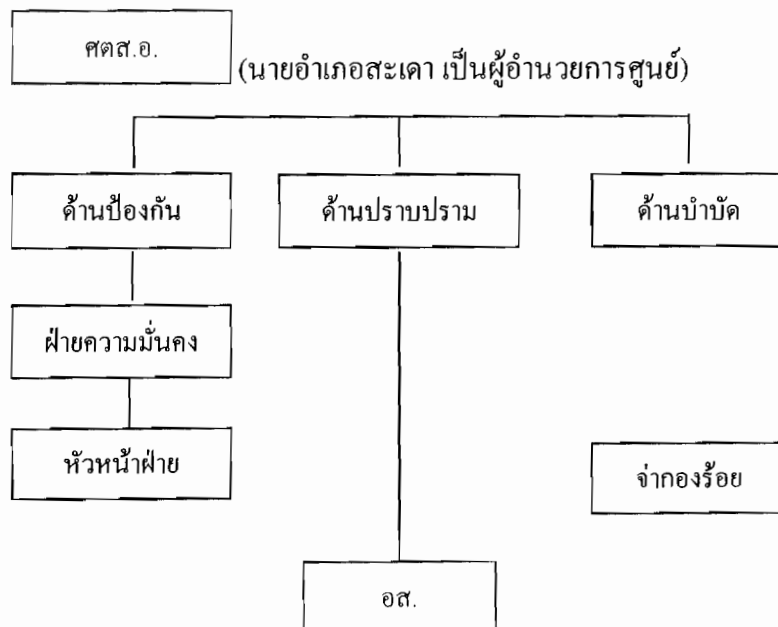 ศตส.อ.
(นายอำเภอสะเดา เป็นผู้อำนวยการศูนย์)
ด้านป้องกัน
ด้านปราบปราม
ด้านบำบัด
ฝ่ายความมั่นคง
หัวหน้าฝ่าย
จ่ากองร้อย
อส.